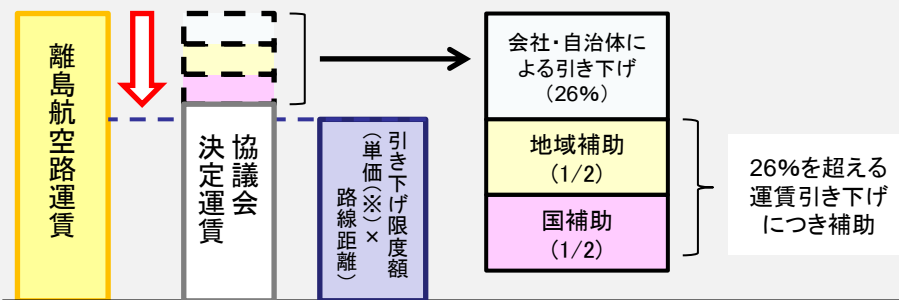 離島航空路運賃
協議会
決定運賃
引き下げ限度額
(単価(※)×
路線距離)
会社・自治体に
よる引き下げ
(26%)
地域補助
(1/2)
国補助
(1/2)
26%を超える
運賃引き下げ
につき補助